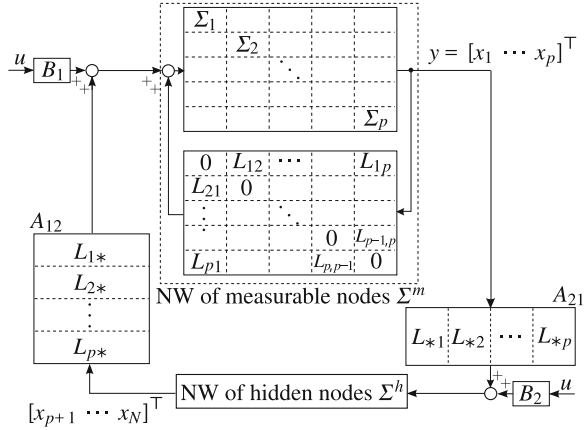 Σ₁
Σ₂
⋱
Σₚ
u
B₁
+
+
+
+
y = [x₁ ⋯ xₚ]⊤
0 L₁₂ ⋯ L₁ₚ
L₂₁ 0
⋮ ⋱
0 Lₚ₋₁,ₚ
Lₚ₁ Lₚ,ₚ₋₁ 0
A₁₂
L₁*
L₂*
⋮
Lₚ*
NW of measurable nodes Σᵐ
A₂₁
L*₁ L*₂ ⋯ L*ₚ
+
+
NW of hidden nodes Σʰ
B₂
u
[xₚ₊₁ ⋯ x_N]⊤